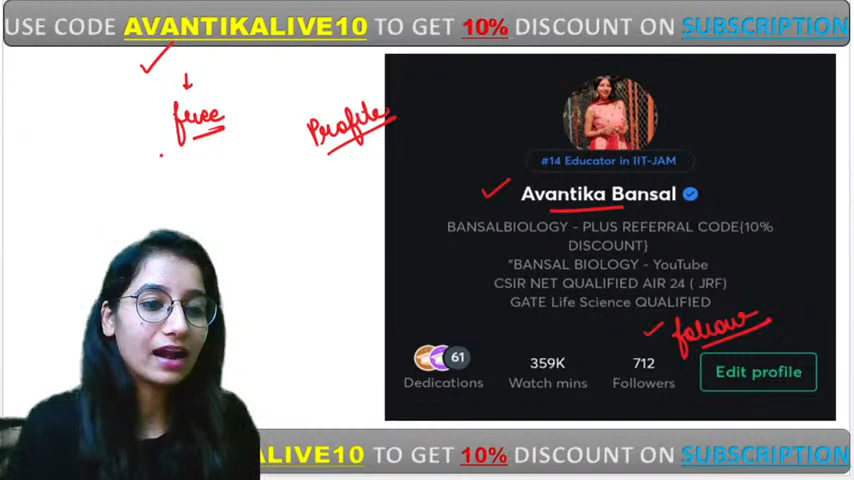 USE CODE AVANTIKALIVE10 TO GET 10% DISCOUNT ON SUBSCRIPTION
free
Profile
#14 Educator in IIT-JAM
Avantika Bansal
BANSALBIOLOGY - PLUS REFERRAL CODE{10%
DISCOUNT}
"BANSAL BIOLOGY - YouTube
CSIR NET QUALIFIED AIR 24 ( JRF)
GATE Life Science QUALIFIED
follow
61
Dedications
359K
Watch mins
712
Followers
Edit profile
ALIVE10 TO GET 10% DISCOUNT ON SUBSCRIPTION